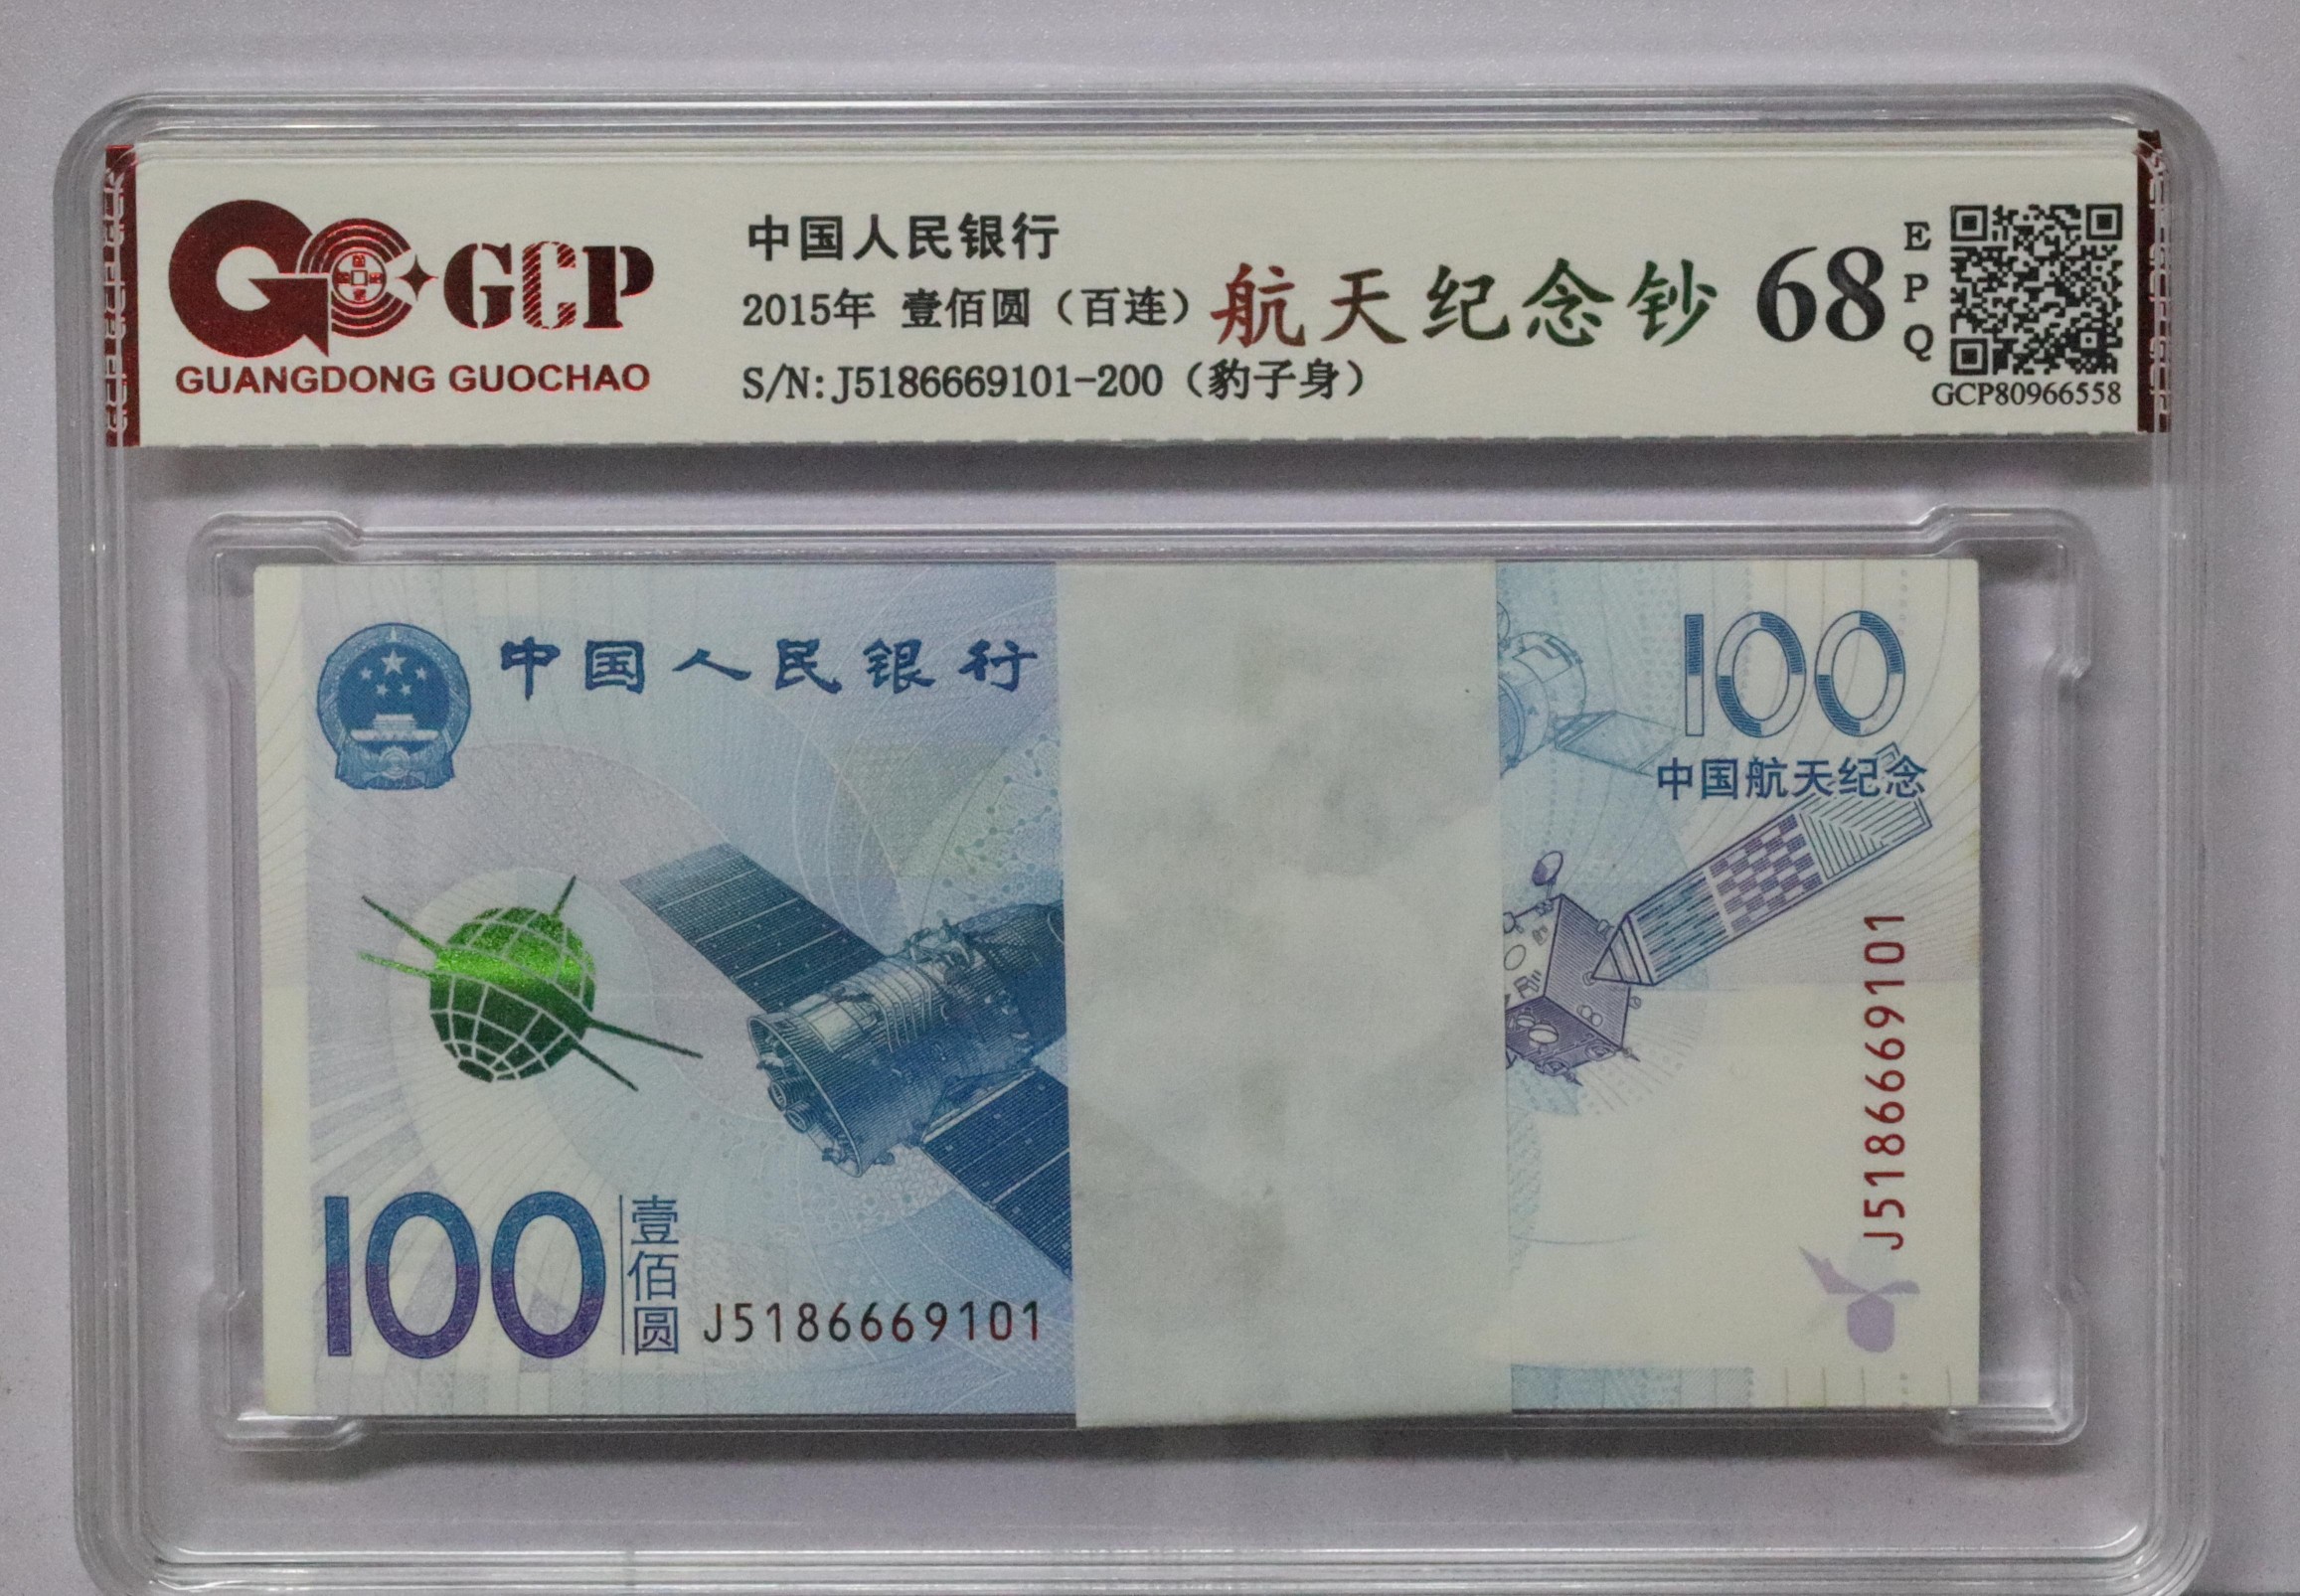 GCP
GUANGDONG GUOCHAO
中国人民银行
2015年 壹佰圆（百连）航天纪念钞
S/N:J5186669101-200（豹子身）
68
EPQ
GCP80966558
中国人民银行
100
中国航天纪念
J5186669101
100
壹佰圆
J5186669101